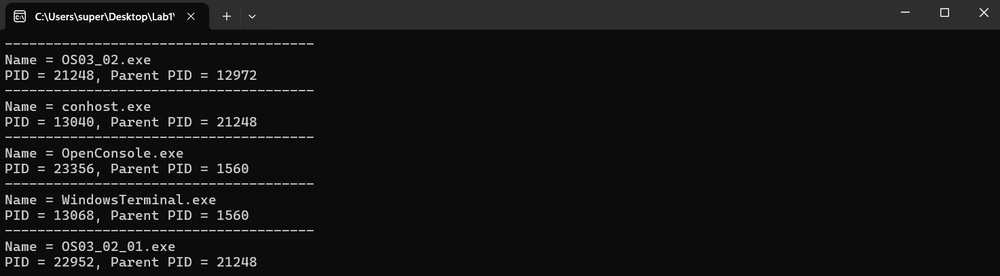 C:\Users\super\Desktop\Lab1\
--------------------------------------
Name = OS03_02.exe
PID = 21248, Parent PID = 12972
--------------------------------------
Name = conhost.exe
PID = 13040, Parent PID = 21248
--------------------------------------
Name = OpenConsole.exe
PID = 23356, Parent PID = 1560
--------------------------------------
Name = WindowsTerminal.exe
PID = 13068, Parent PID = 1560
--------------------------------------
Name = OS03_02_01.exe
PID = 22952, Parent PID = 21248